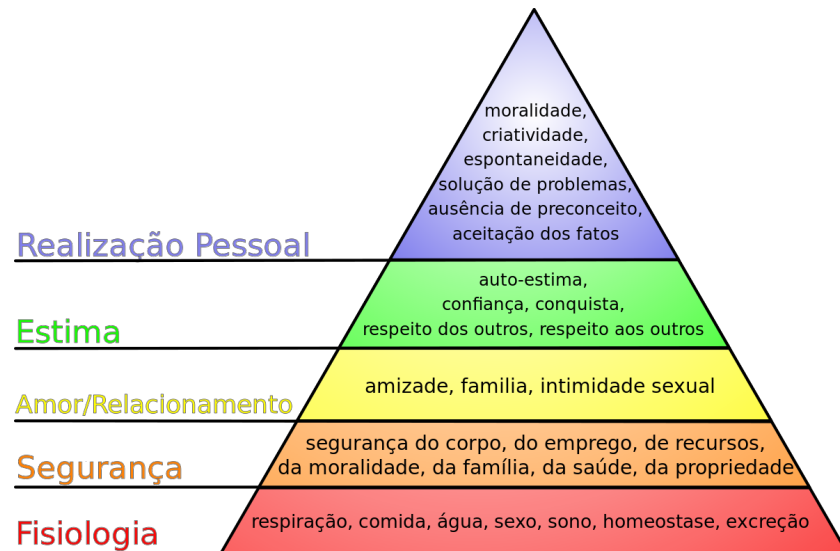 moralidade,
criatividade,
espontaneidade,
solução de problemas,
ausência de preconceito,
aceitação dos fatos
Realização Pessoal
auto-estima,
confiança, conquista,
respeito dos outros, respeito aos outros
Estima
amizade, familia, intimidade sexual
Amor/Relacionamento
segurança do corpo, do emprego, de recursos,
da moralidade, da família, da saúde, da propriedade
Segurança
respiração, comida, água, sexo, sono, homeostase, excreção
Fisiologia